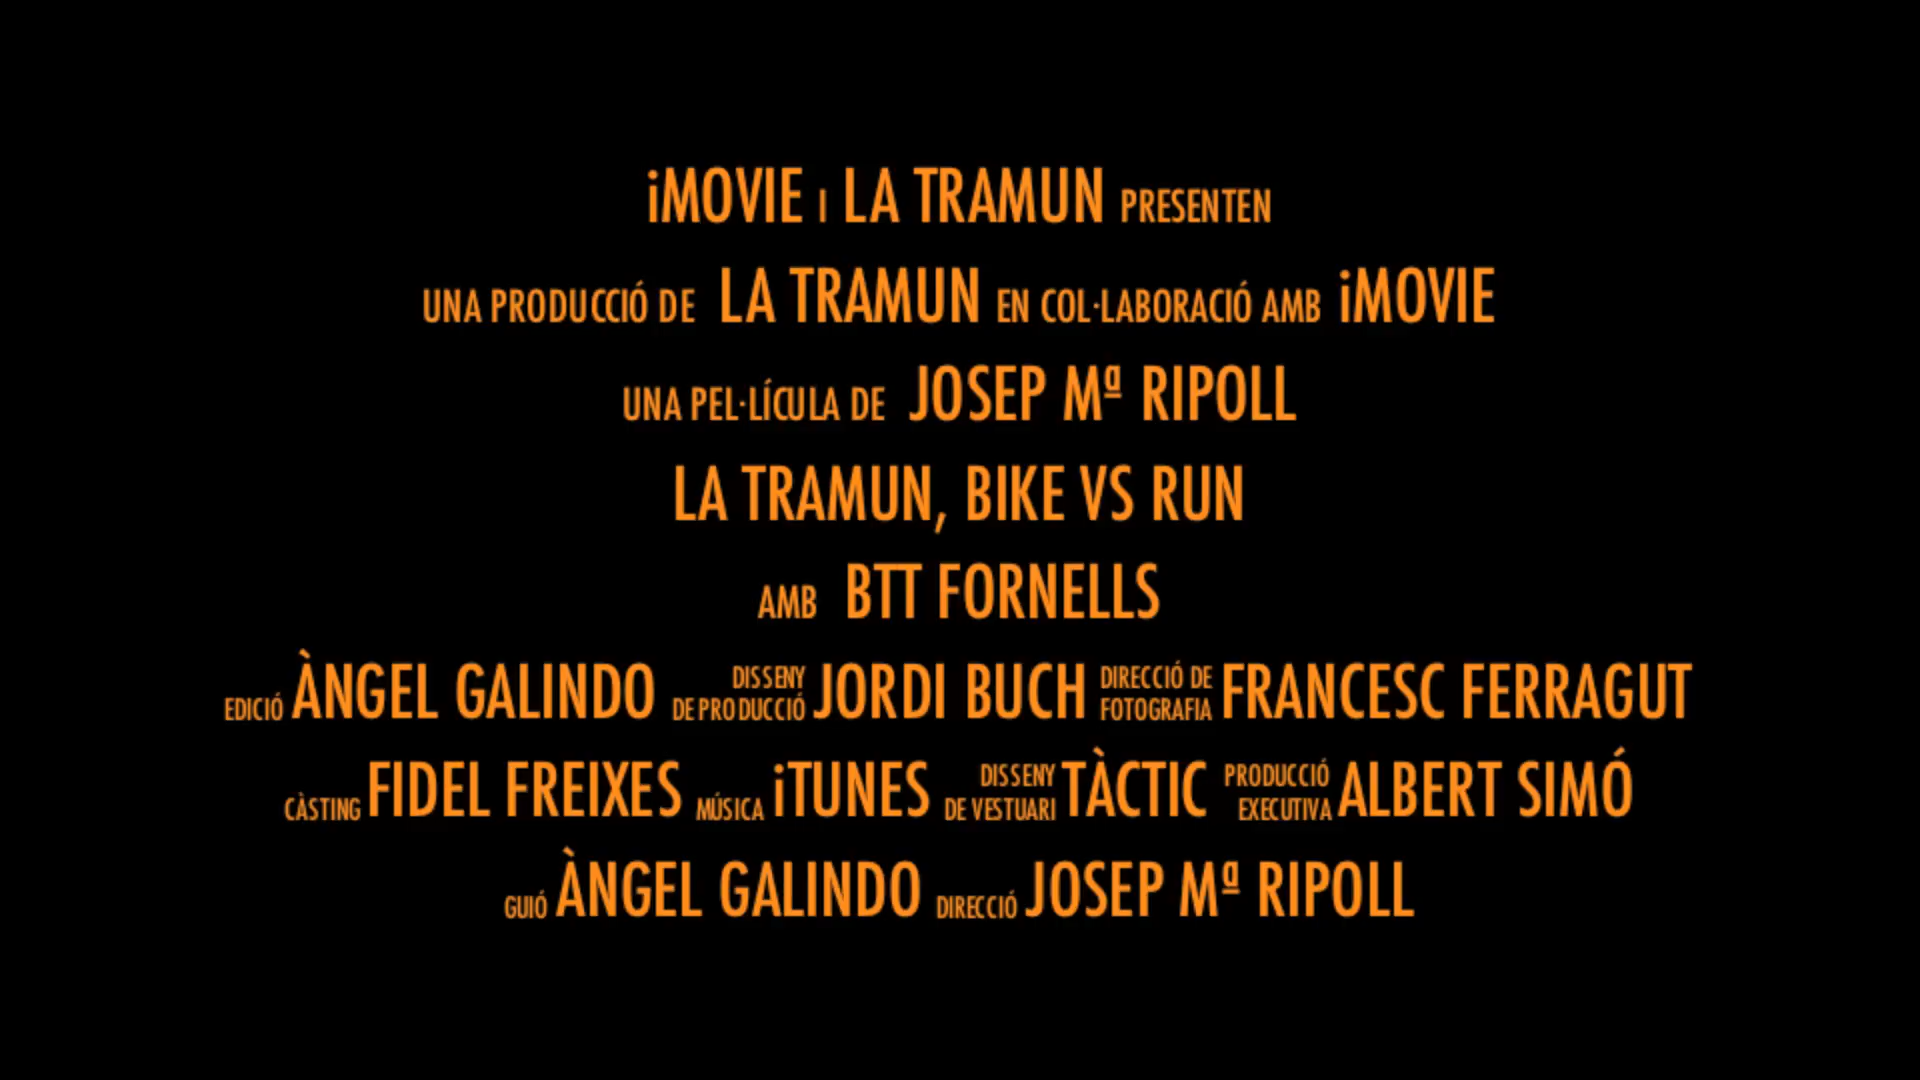 iMOVIE I LA TRAMUN PRESENTEN
UNA PRODUCCIÓ DE LA TRAMUN EN COL·LABORACIÓ AMB iMOVIE
UNA PEL·LÍCULA DE JOSEP Mª RIPOLL
LA TRAMUN, BIKE VS RUN
AMB BTT FORNELLS
EDICIÓ ÀNGEL GALINDO DISSENY DE PRODUCCIÓ JORDI BUCH DIRECCIÓ DE FOTOGRAFIA FRANCESC FERRAGUT
CÀSTING FIDEL FREIXES MÚSICA iTUNES DISSENY DE VESTUARI TÀCTIC PRODUCCIÓ EXECUTIVA ALBERT SIMÓ
GUIÓ ÀNGEL GALINDO DIRECCIÓ JOSEP Mª RIPOLL